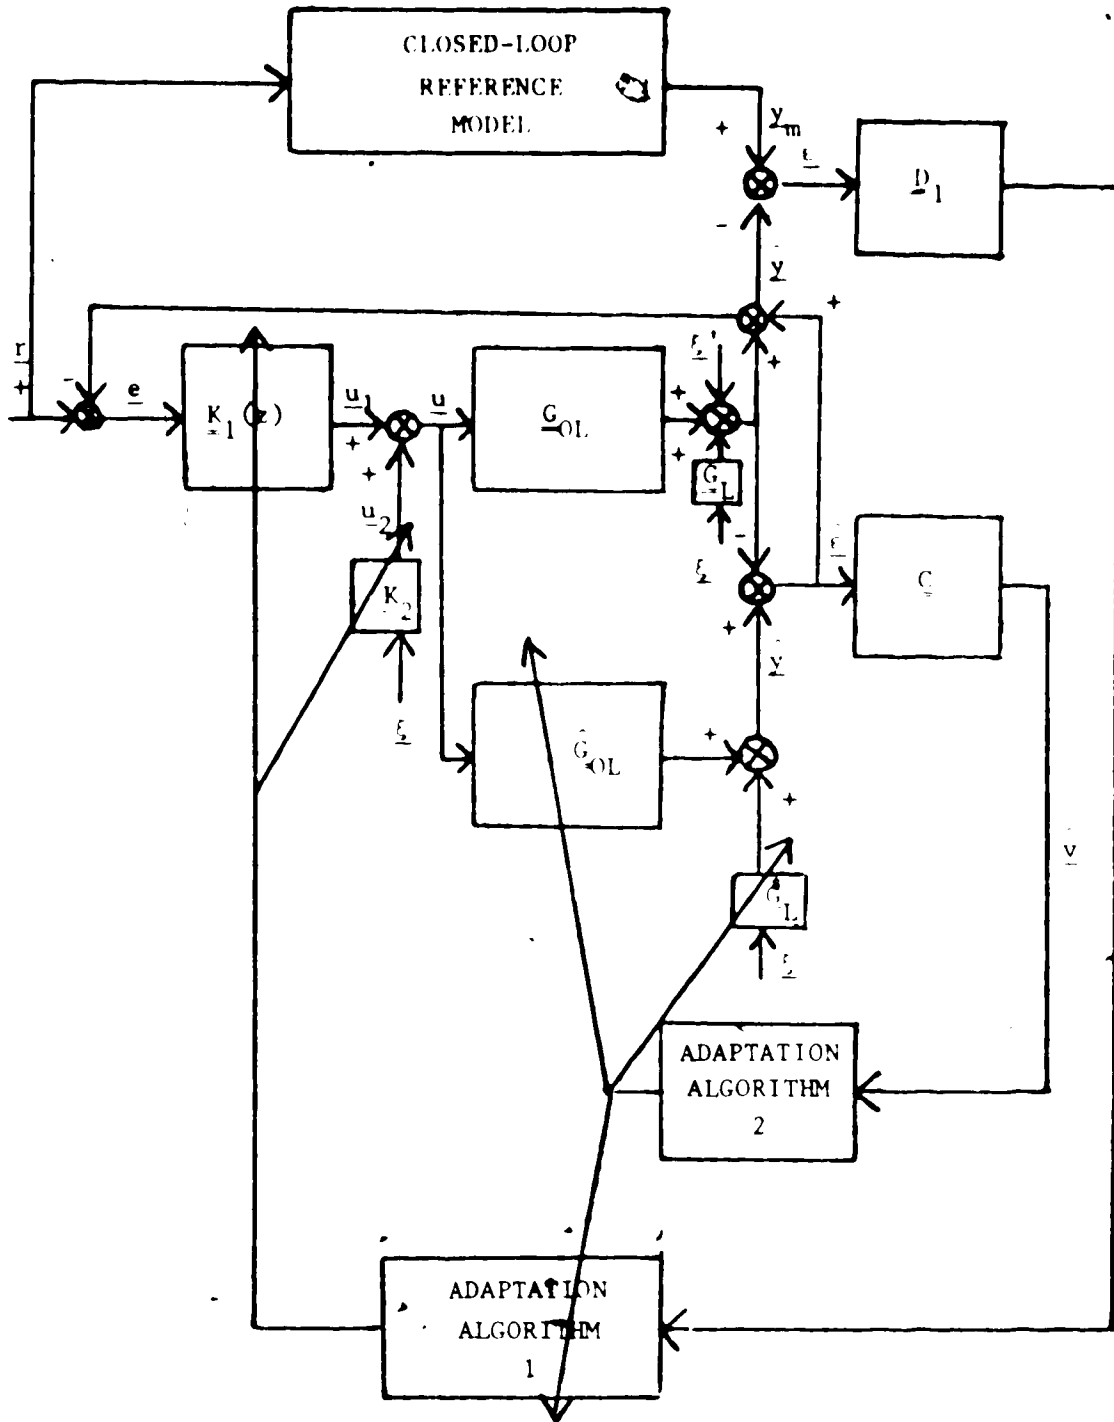 CLOSED-LOOP
REFERENCE
MODEL
y_m
+
ε
D_1
-
ŷ
+
r
+
-
e
K_1(z)
u_1
+
+
u
G_OL
ξ'
+
+
+
G_L
u_2
K_2
ξ
ξ
-
+
C
ŷ
Ĝ_OL
+
+
Ĝ_L
ξ
v
ADAPTATION
ALGORITHM
2
ADAPTATION
ALGORITHM
1